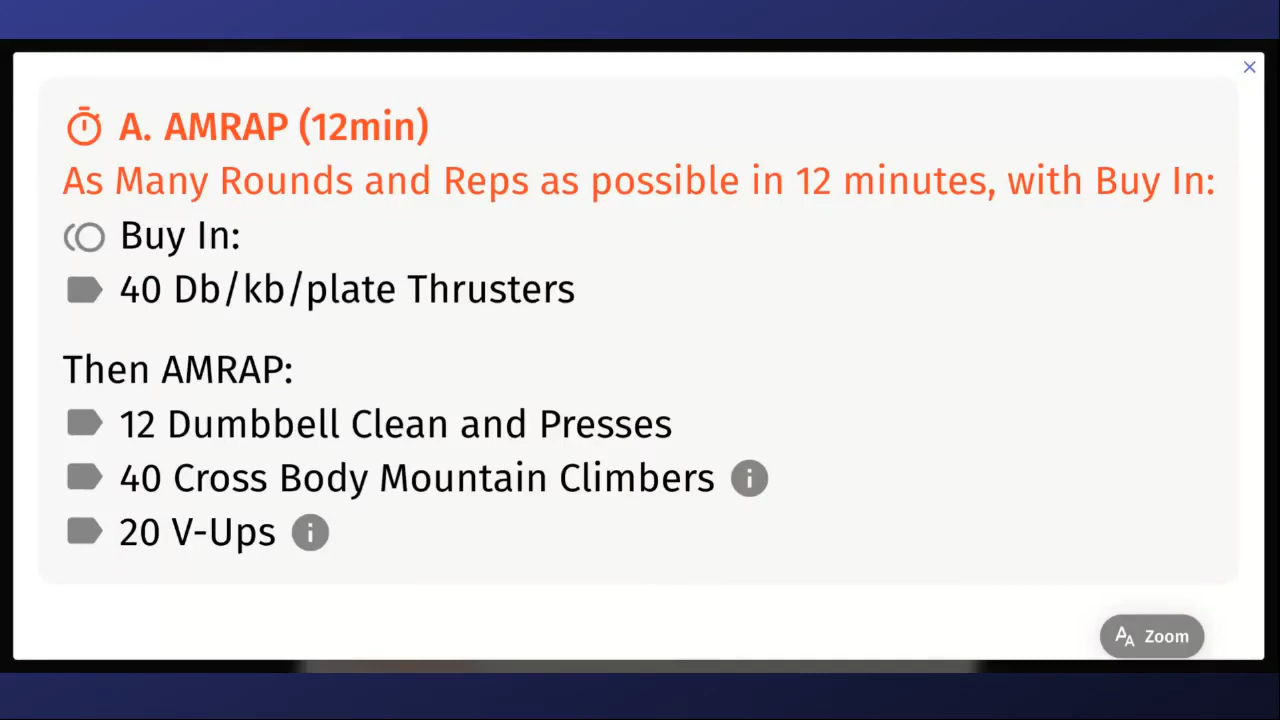 A. AMRAP (12min)
As Many Rounds and Reps as possible in 12 minutes, with Buy In:
Buy In:
40 Db/kb/plate Thrusters
Then AMRAP:
12 Dumbbell Clean and Presses
40 Cross Body Mountain Climbers
20 V-Ups
Zoom